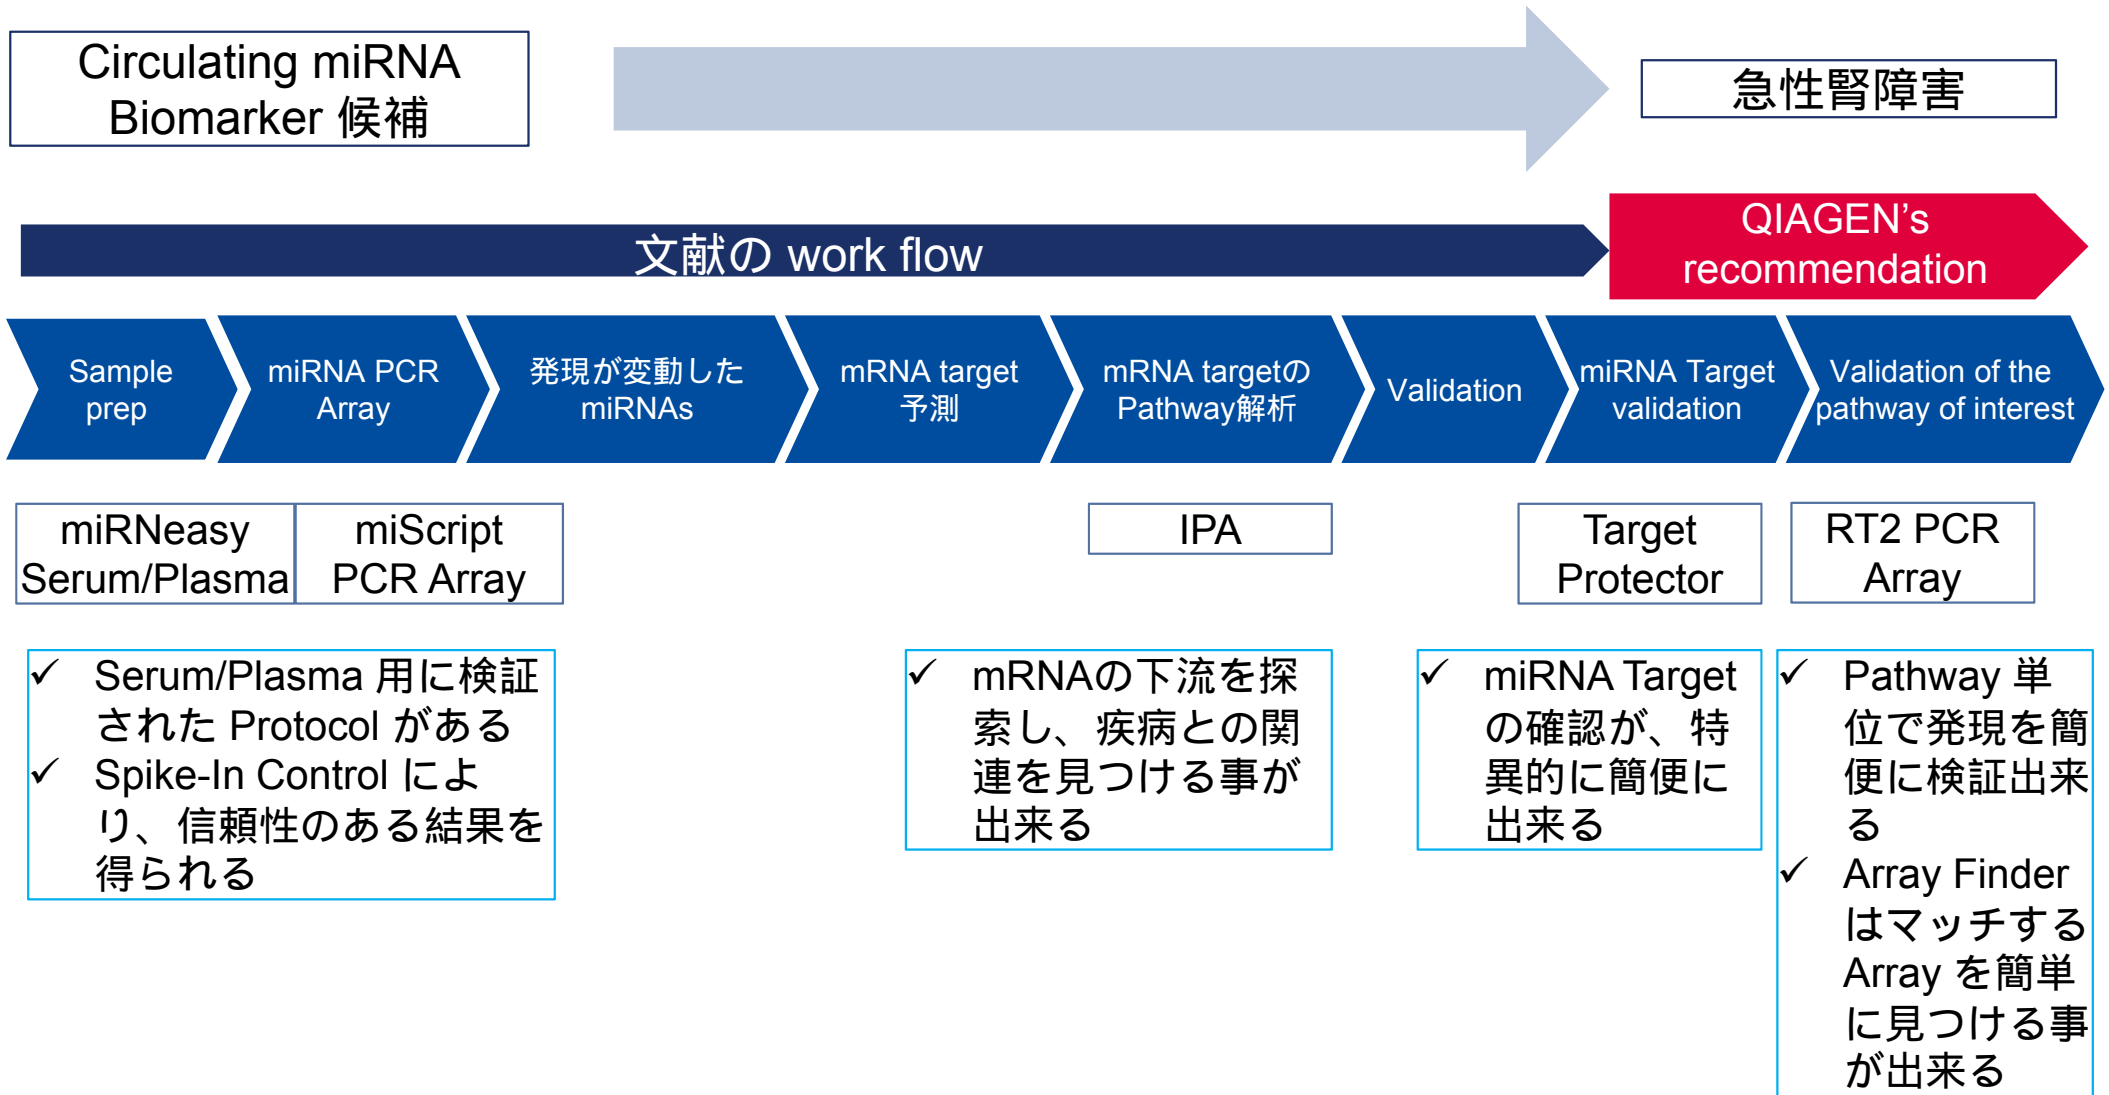 Circulating miRNA
Biomarker 候補
急性腎障害
文献の work flow
QIAGEN’s
recommendation
Sample
prep
miRNA PCR
Array
発現が変動した
miRNAs
mRNA target
予測
mRNA targetの
Pathway解析
Validation
miRNA Target
validation
Validation of the
pathway of interest
miRNeasy
Serum/Plasma
miScript
PCR Array
IPA
Target
Protector
RT2 PCR
Array
✓ Serum/Plasma 用に検証
された Protocol がある
✓ Spike-In Control によ
り、信頼性のある結果を
得られる
✓ mRNAの下流を探
索し、疾病との関
連を見つける事が
出来る
✓ miRNA Target
の確認が、特
異的に簡便に
出来る
✓ Pathway 単
位で発現を簡
便に検証出来
る
✓ Array Finder
はマッチする
Array を簡単
に見つける事
が出来る